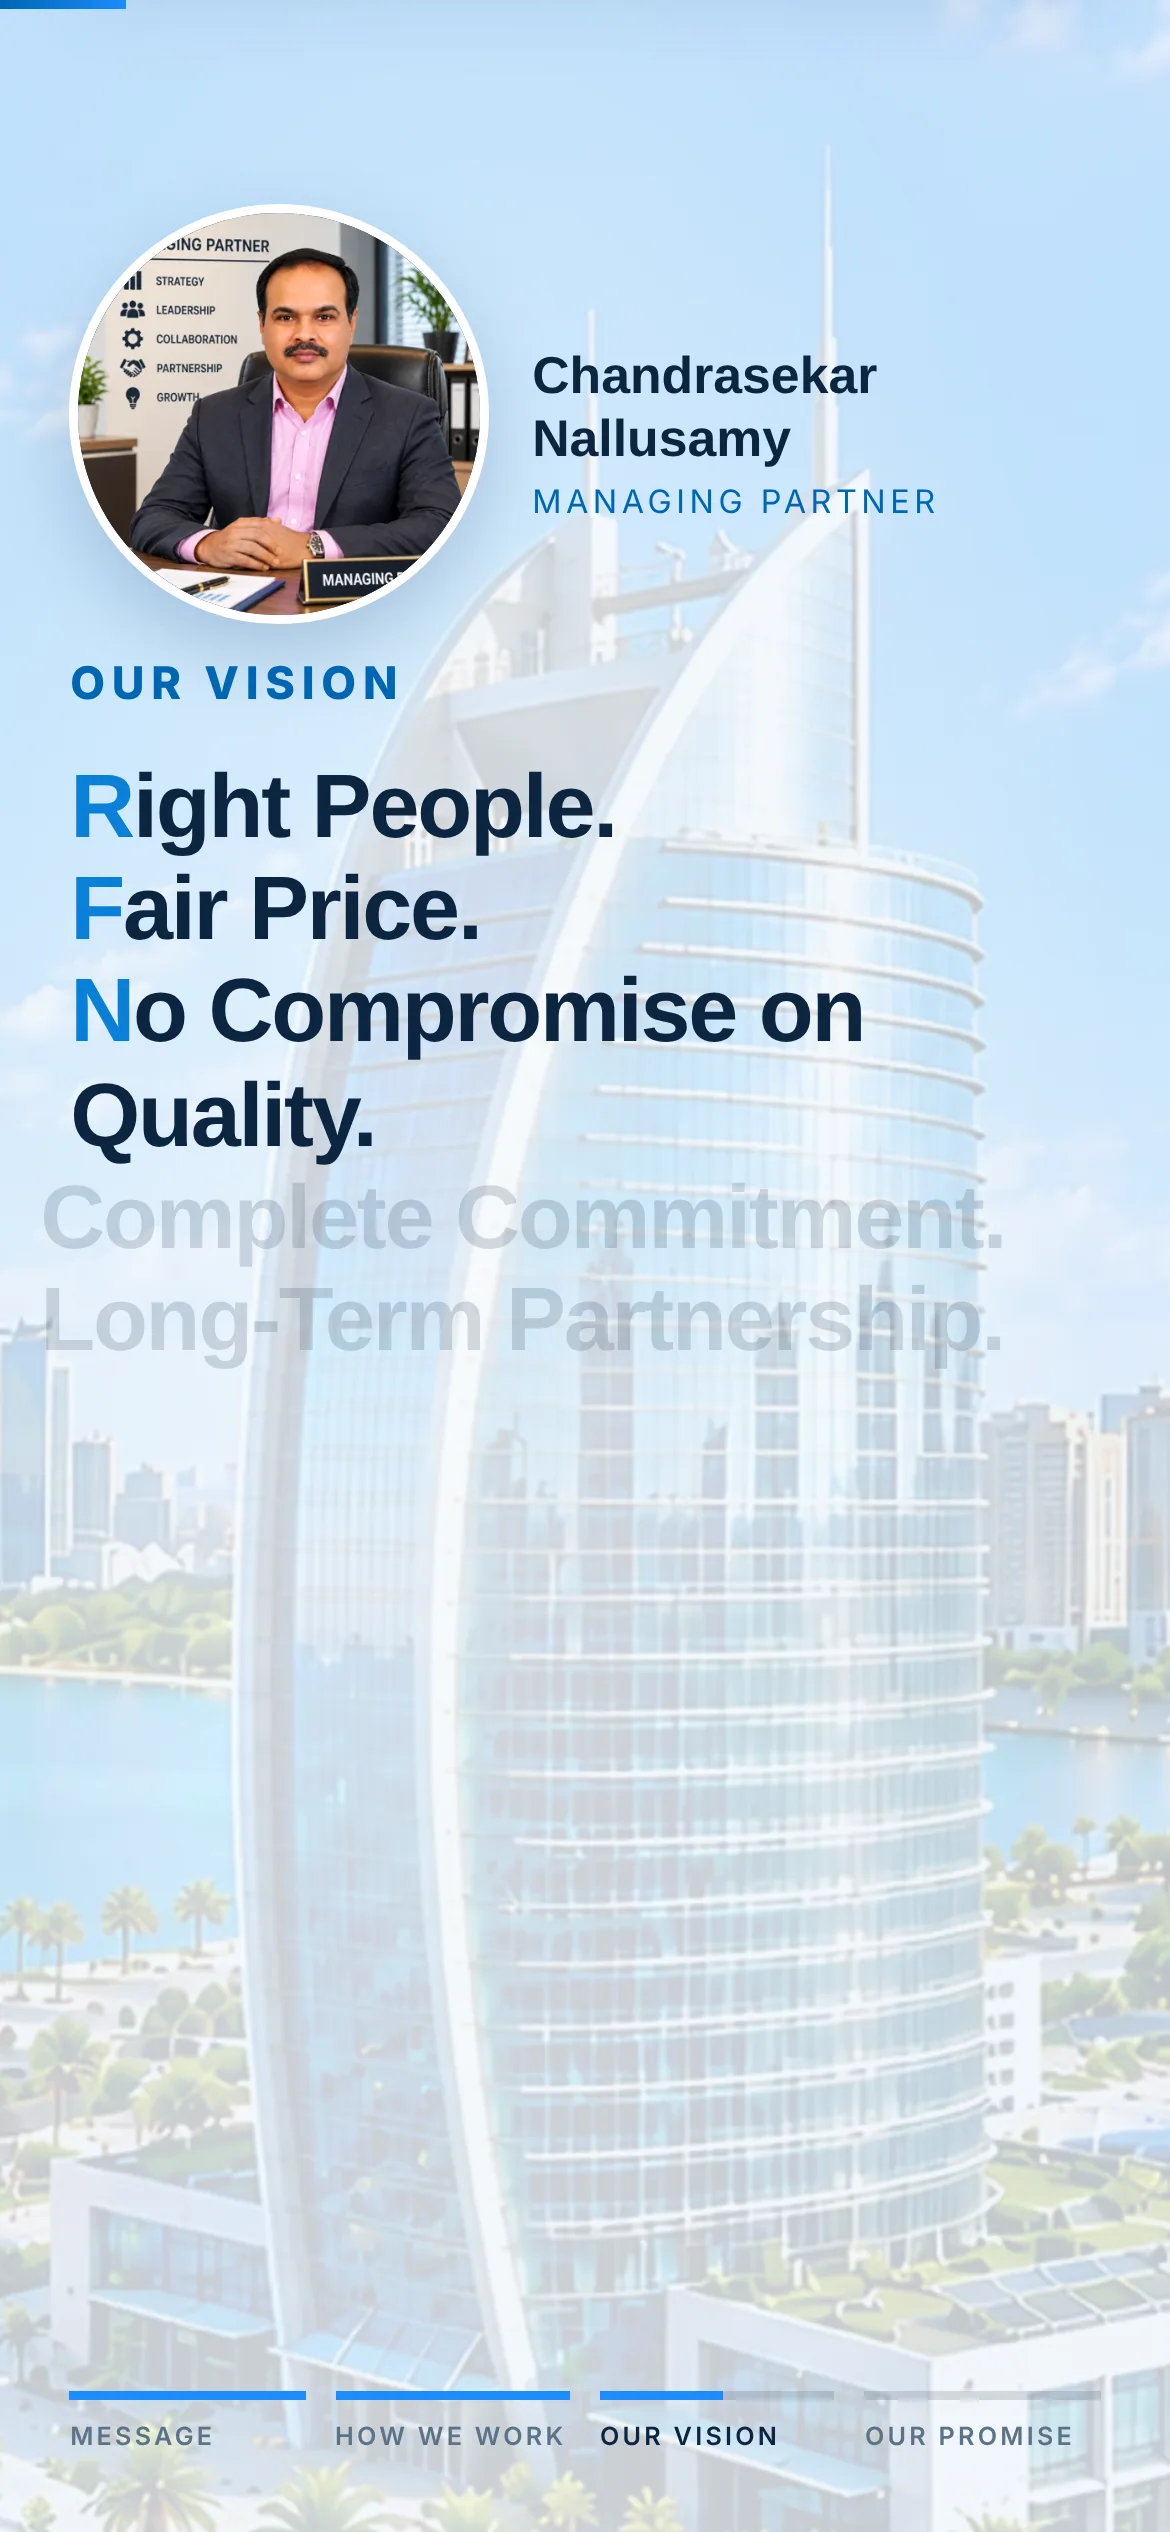 GING PARTNER
STRATEGY
LEADERSHIP
COLLABORATION
PARTNERSHIP
GROWTH
MANAGING
Chandrasekar
Nallusamy
MANAGING PARTNER
OUR VISION
Right People.
Fair Price.
No Compromise on
Quality.
Complete Commitment.
Long-Term Partnership.
MESSAGE
HOW WE WORK
OUR VISION
OUR PROMISE